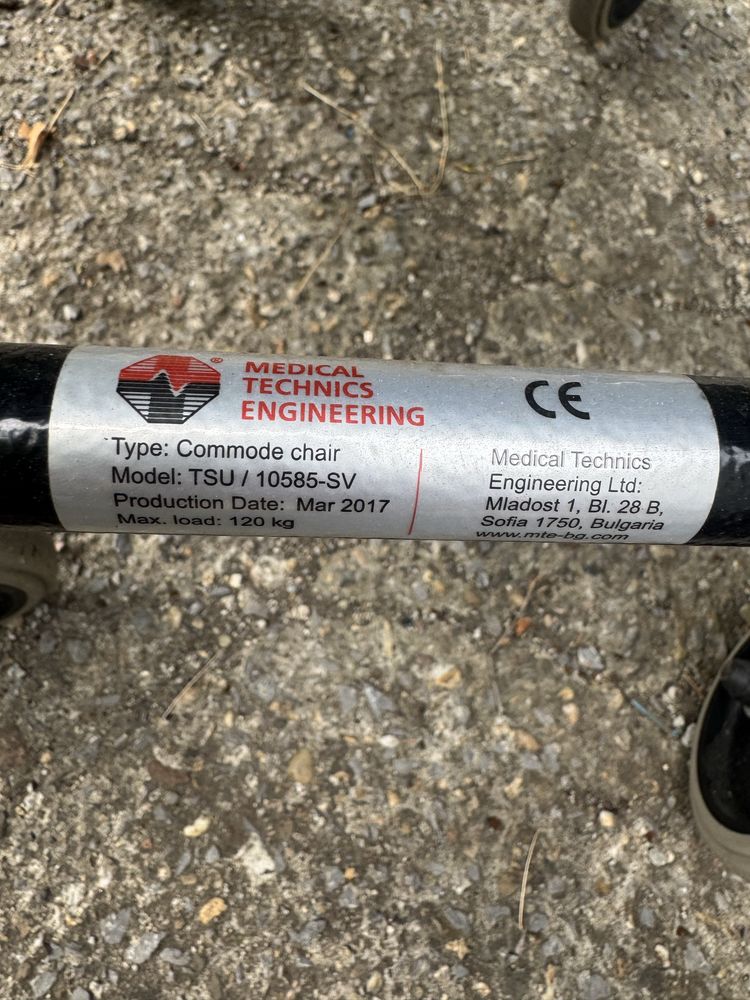 MEDICAL
TECHNICS
ENGINEERING
®
CE
Type: Commode chair
Model: TSU / 10585-SV
Production Date: Mar 2017
Max. load: 120 kg
Medical Technics
Engineering Ltd:
Mladost 1, Bl. 28 B,
Sofia 1750, Bulgaria
www.mte-bg.com